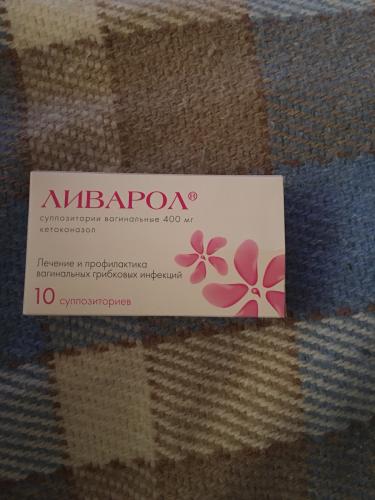 ЛИВАРОЛ®
суппозитории вагинальные 400 мг
кетоконазол
Лечение и профилактика
вагинальных грибковых инфекций
10 суппозиториев